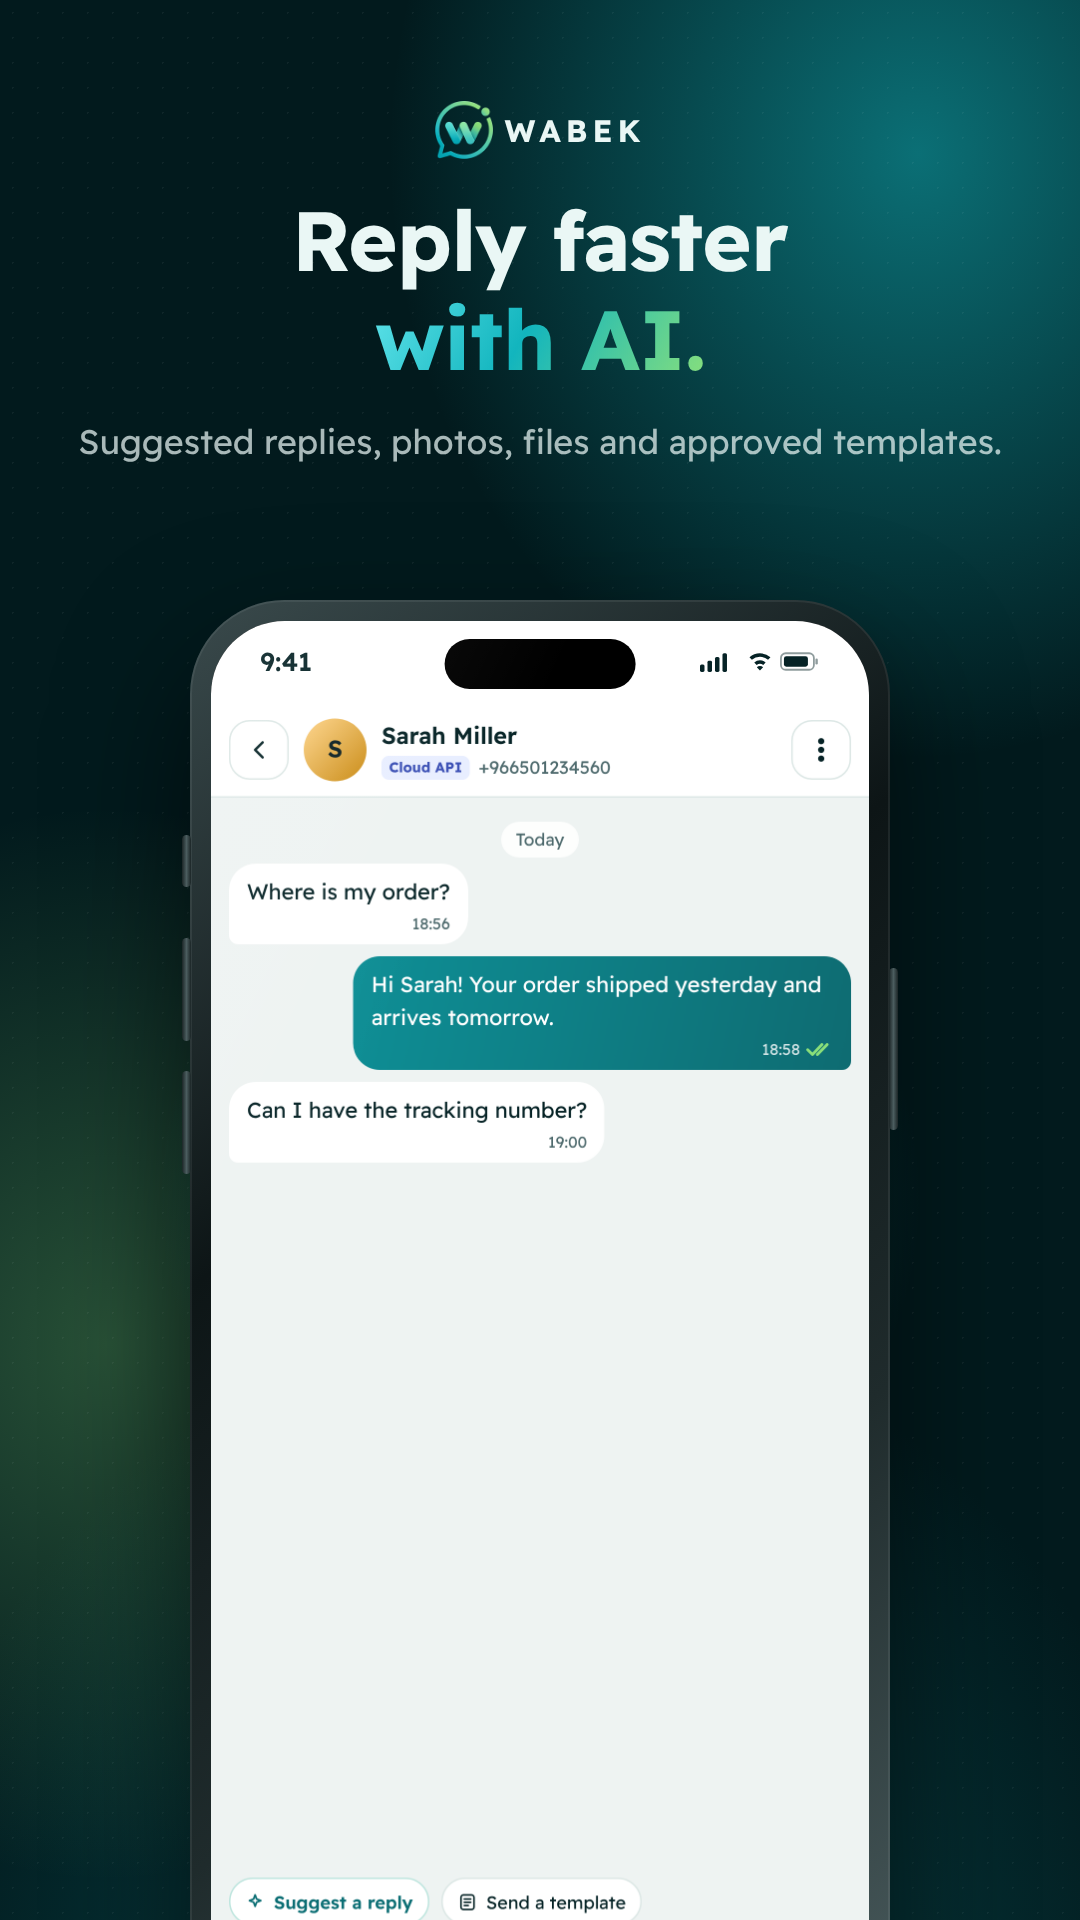 WABEK
Reply faster
with AI.
Suggested replies, photos, files and approved templates.
9:41
S
Sarah Miller
Cloud API +966501234560
Today
Where is my order?
18:56
Hi Sarah! Your order shipped yesterday and
arrives tomorrow.
18:58
Can I have the tracking number?
19:00
Suggest a reply
Send a template